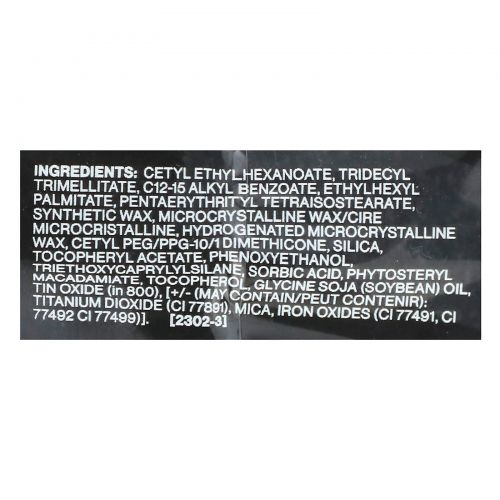 INGREDIENTS: CETYL ETHYLHEXANOATE, TRIDECYL
TRIMELLITATE, C12-15 ALKYL BENZOATE, ETHYLHEXYL
PALMITATE, PENTAERYTHRITYL TETRAISOSTEARATE,
SYNTHETIC WAX, MICROCRYSTALLINE WAX/CIRE
MICROCRISTALLINE, HYDROGENATED MICROCRYSTALLINE
WAX, CETYL PEG/PPG-10/1 DIMETHICONE, SILICA,
TOCOPHERYL ACETATE, PHENOXYETHANOL,
TRIETHOXYCAPRYLYLSILANE, SORBIC ACID, PHYTOSTERYL
MACADAMIATE, TOCOPHEROL, GLYCINE SOJA (SOYBEAN) OIL,
TIN OXIDE (in 800), [+/- (MAY CONTAIN/PEUT CONTENIR):
TITANIUM DIOXIDE (CI 77891), MICA, IRON OXIDES (CI 77491, CI
77492 CI 77499)]. [2302-3]